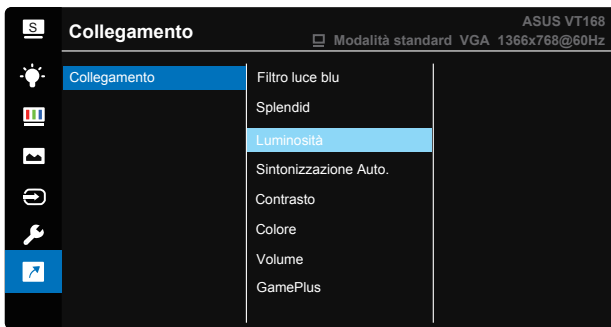 S
Collegamento
ASUS VT168
Modalità standard VGA 1366x768@60Hz
Collegamento
Filtro luce blu
Splendid
Luminosità
Sintonizzazione Auto.
Contrasto
Colore
Volume
GamePlus